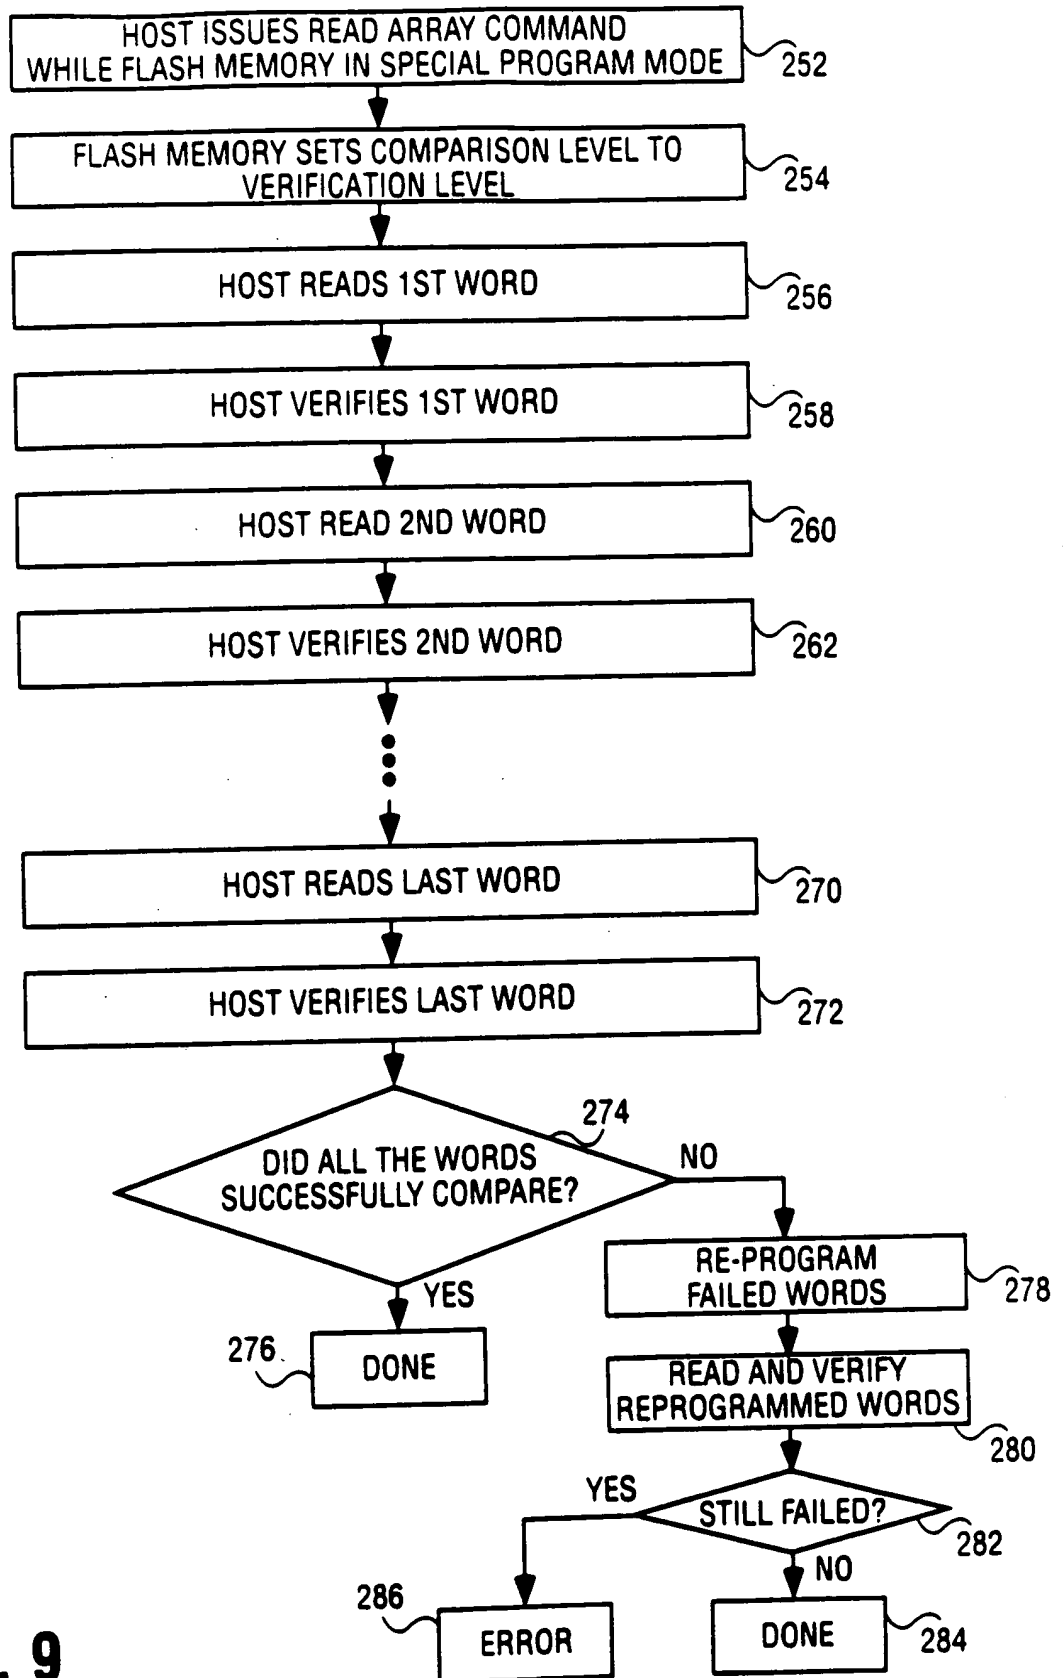 HOST ISSUES READ ARRAY COMMAND
WHILE FLASH MEMORY IN SPECIAL PROGRAM MODE
252
FLASH MEMORY SETS COMPARISON LEVEL TO
VERIFICATION LEVEL
254
HOST READS 1ST WORD
256
HOST VERIFIES 1ST WORD
258
HOST READ 2ND WORD
260
HOST VERIFIES 2ND WORD
262
HOST READS LAST WORD
270
HOST VERIFIES LAST WORD
272
274
DID ALL THE WORDS
SUCCESSFULLY COMPARE?
NO
YES
RE-PROGRAM
FAILED WORDS
278
276
DONE
READ AND VERIFY
REPROGRAMMED WORDS
280
YES
STILL FAILED?
282
NO
286
ERROR
DONE
284
. 9